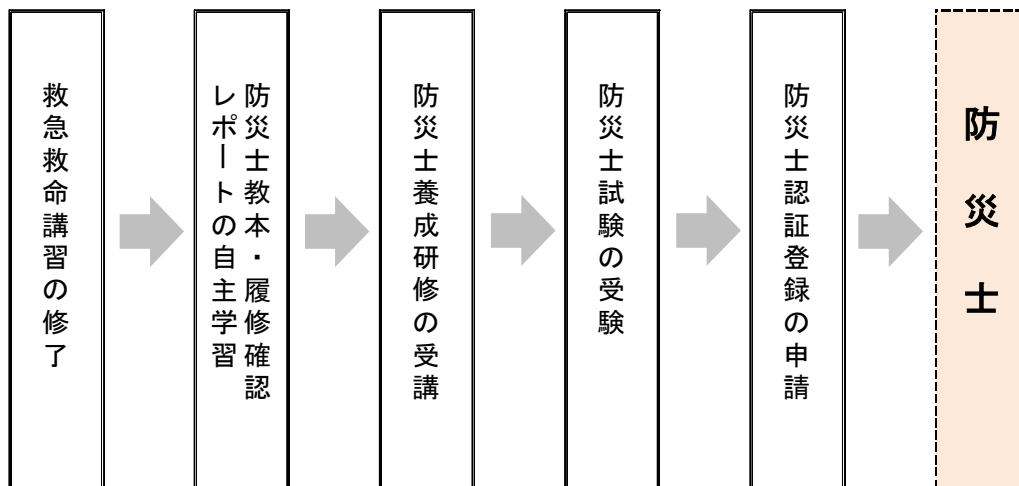 救急救命講習の修了
防災士教本・履修確認
レポートの自主学習
防災士養成研修の受講
防災士試験の受験
防災士認証登録の申請
防災士